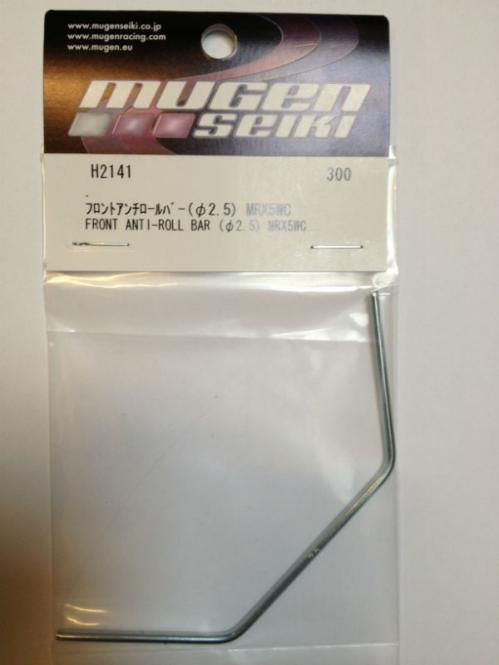 www.mugenseiki.co.jp
www.mugenracing.com
www.mugen.eu
mugen
seiki
H2141 300
ﾌﾛﾝﾄｱﾝﾁﾛｰﾙﾊﾞｰ(φ2.5) MRX5WC
FRONT ANTI-ROLL BAR (φ2.5) MRX5WC